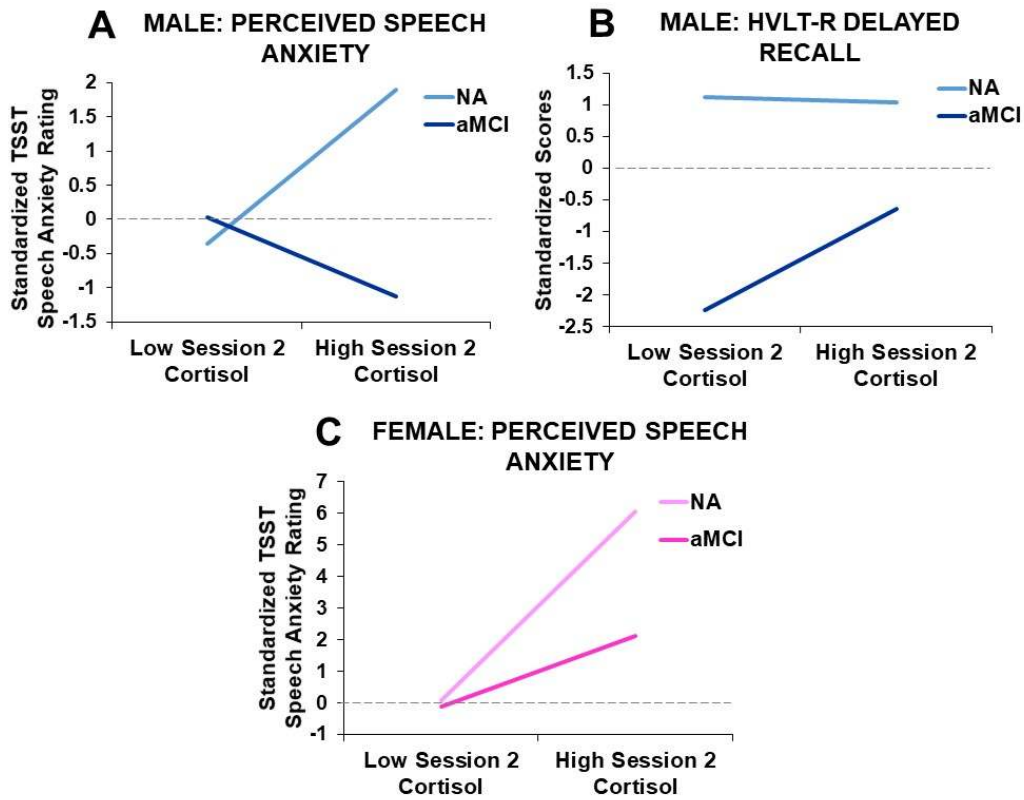 A MALE: PERCEIVED SPEECH
ANXIETY
Standardized TSST
Speech Anxiety Rating
2
1.5
1
0.5
0
-0.5
-1
-1.5
NA
aMCI
Low Session 2
Cortisol
High Session 2
Cortisol
B MALE: HVLT-R DELAYED
RECALL
Standardized Scores
1.5
1
0.5
0
-0.5
-1
-1.5
-2
-2.5
NA
aMCI
Low Session 2
Cortisol
High Session 2
Cortisol
C FEMALE: PERCEIVED SPEECH
ANXIETY
Standardized TSST
Speech Anxiety Rating
7
6
5
4
3
2
1
0
-1
NA
aMCI
Low Session 2
Cortisol
High Session 2
Cortisol